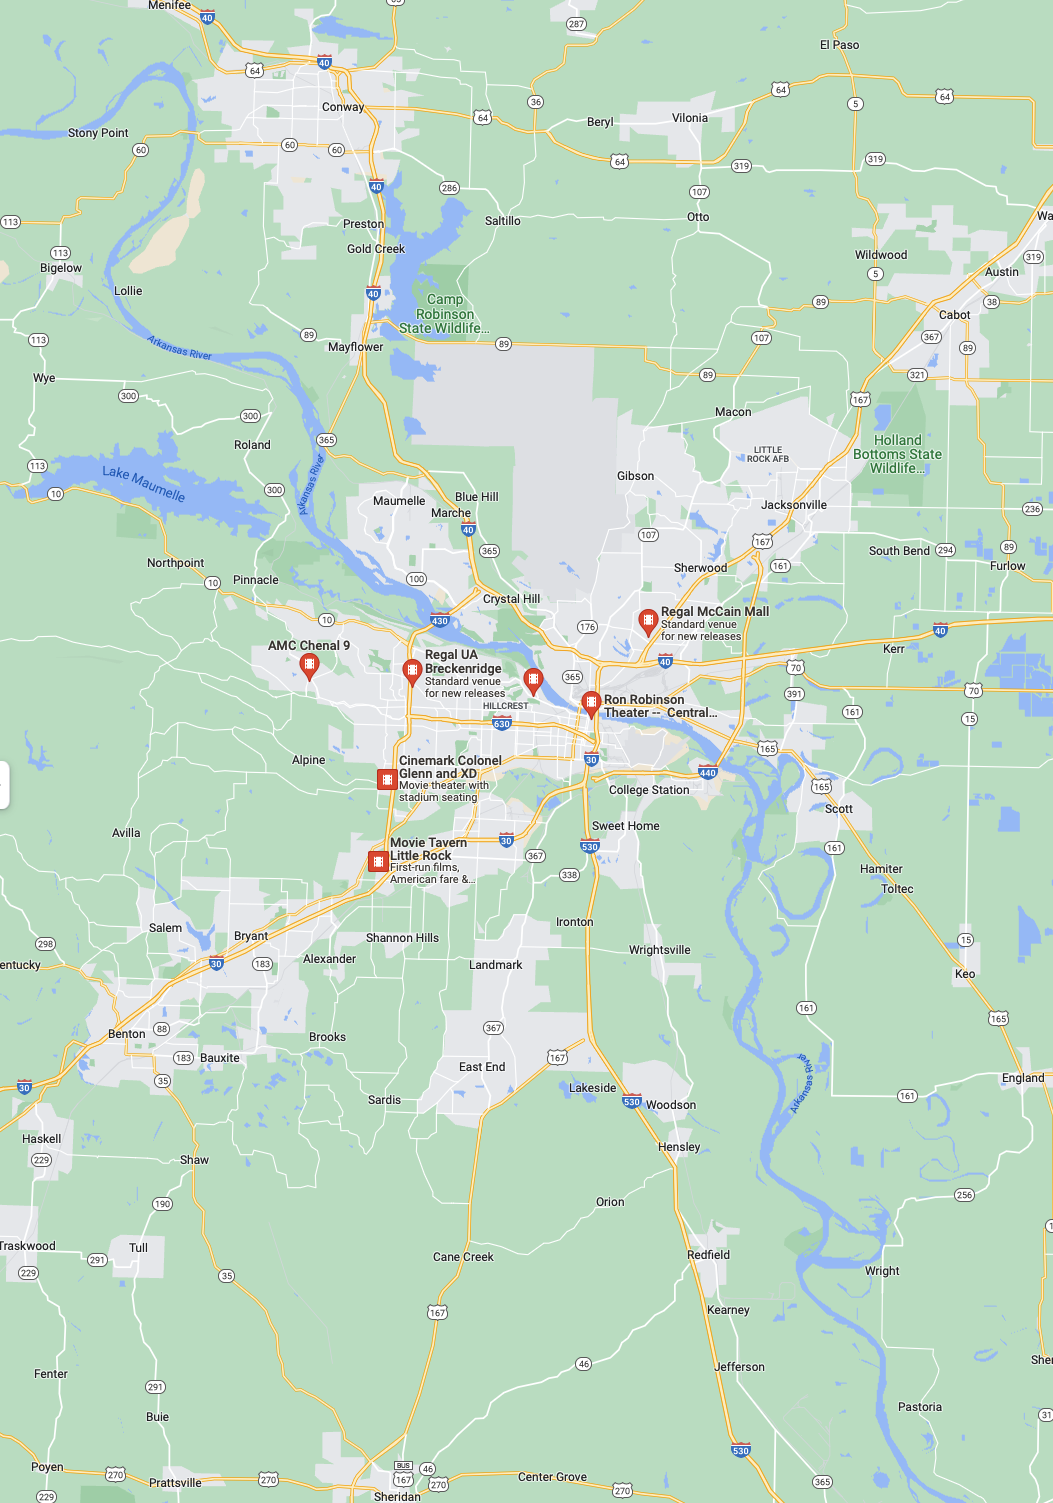 Menifee
40
65
287
El Paso
64
40
64
64
Conway
36
5
64
Stony Point
64
Beryl
Vilonia
60
60
60
64
319
319
40
286
107
113
Preston
Saltillo
Otto
Wa
113
Gold Creek
Wildwood
319
Bigelow
5
Austin
Lollie
40
Camp
Robinson
State Wildlife...
89
38
Cabot
89
Arkansas River
Mayflower
89
107
367
89
113
Wye
89
321
300
167
300
Macon
365
Roland
Holland
Bottoms State
Wildlife...
LITTLE
ROCK AFB
113
Lake Maumelle
Arkansas River
Gibson
10
300
Maumelle
Blue Hill
Marche
Jacksonville
236
40
107
167
365
South Bend
294
89
Northpoint
Sherwood
161
Furlow
Pinnacle
10
100
Crystal Hill
10
430
176
Regal McCain Mall
Standard venue
for new releases
40
AMC Chenal 9
Regal UA
Breckenridge
Standard venue
for new releases
40
Kerr
70
365
391
70
HILLCREST
Ron Robinson
Theater -- Central...
161
15
630
165
Alpine
Cinemark Colonel
Glenn and XD
Movie theater with
stadium seating
30
440
College Station
165
Scott
Avilla
Sweet Home
30
530
Movie Tavern
Little Rock
First-run films,
American fare &...
367
338
161
Hamiter
Toltec
Salem
Bryant
Ironton
298
Shannon Hills
Wrightsville
15
entucky
30
183
Alexander
Landmark
Keo
161
165
Benton
88
Brooks
367
183
Bauxite
167
East End
30
35
Lakeside
Arkansas River
England
Sardis
530
Woodson
161
Haskell
Hensley
229
Shaw
190
Orion
256
Traskwood
Tull
291
Cane Creek
Redfield
229
35
Wright
167
Kearney
46
Jefferson
Sher
Fenter
291
Buie
Pastoria
31
530
Poyen
270
Prattsville
270
BUS
167
46
270
Center Grove
270
365
229
Sheridan